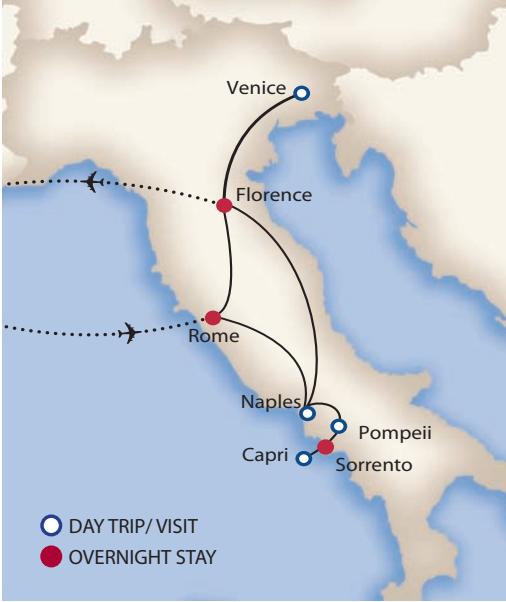 Venice
Florence
Rome
Naples
Pompeii
Capri
Sorrento
DAY TRIP/ VISIT
OVERNIGHT STAY